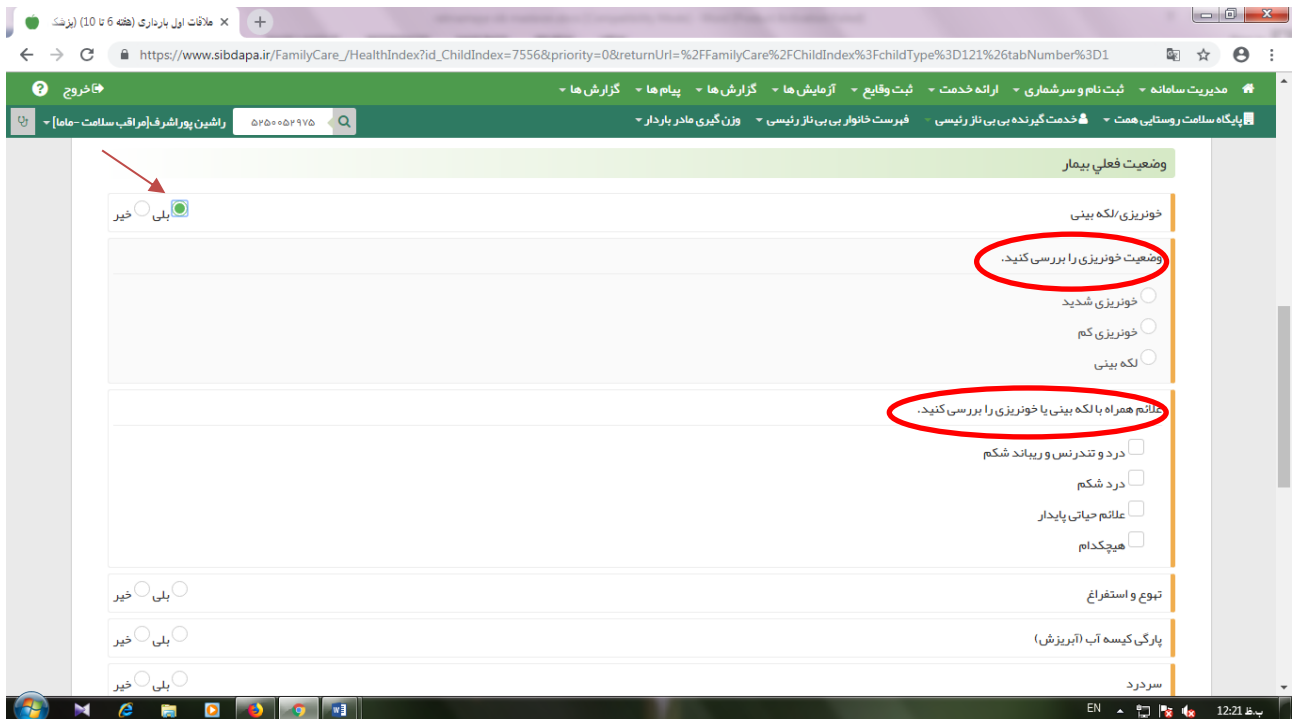 ملاقات اول بارداری (هفته 6 تا 10) (پزشک
https://www.sibdapa.ir/FamilyCare_/HealthIndex?id_ChildIndex=7556&priority=0&returnUrl=%2FFamilyCare%2FChildIndex%3FchildType%3D121%26tabNumber%3D1
مدیریت سامانه ثبت نام و سرشماری ارائه خدمت ثبت وقایع آزمایش ها گزارش ها پیام ها گزارش ها خروج
پایگاه سلامت روستایی همت خدمت گیرنده بی بی ناز رئیسی فهرست خانوار بی بی ناز رئیسی وزن گیری مادر باردار ۵۲۵۰۰۵۲۹۷۵ راشین پوراشرف[مراقب سلامت -ماما]
وضعیت فعلي بیمار
خونریزی/لکه بینی بلی خیر
وضعیت خونریزی را بررسی کنید.
خونریزی شدید
خونریزی کم
لکه بینی
علائم همراه با لکه بینی یا خونریزی را بررسی کنید.
درد و تندرنس و ریباند شکم
درد شکم
علائم حیاتی پایدار
هیچکدام
تهوع و استفراغ بلی خیر
پارگی کیسه آب (آبریزش) بلی خیر
سردرد بلی خیر
EN 12:21 ب.ظ